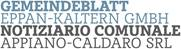 GEMEINDEBLATT
EPPAN-KALTERN GMBH
NOTIZIARIO COMUNALE
APPIANO-CALDARO SRL